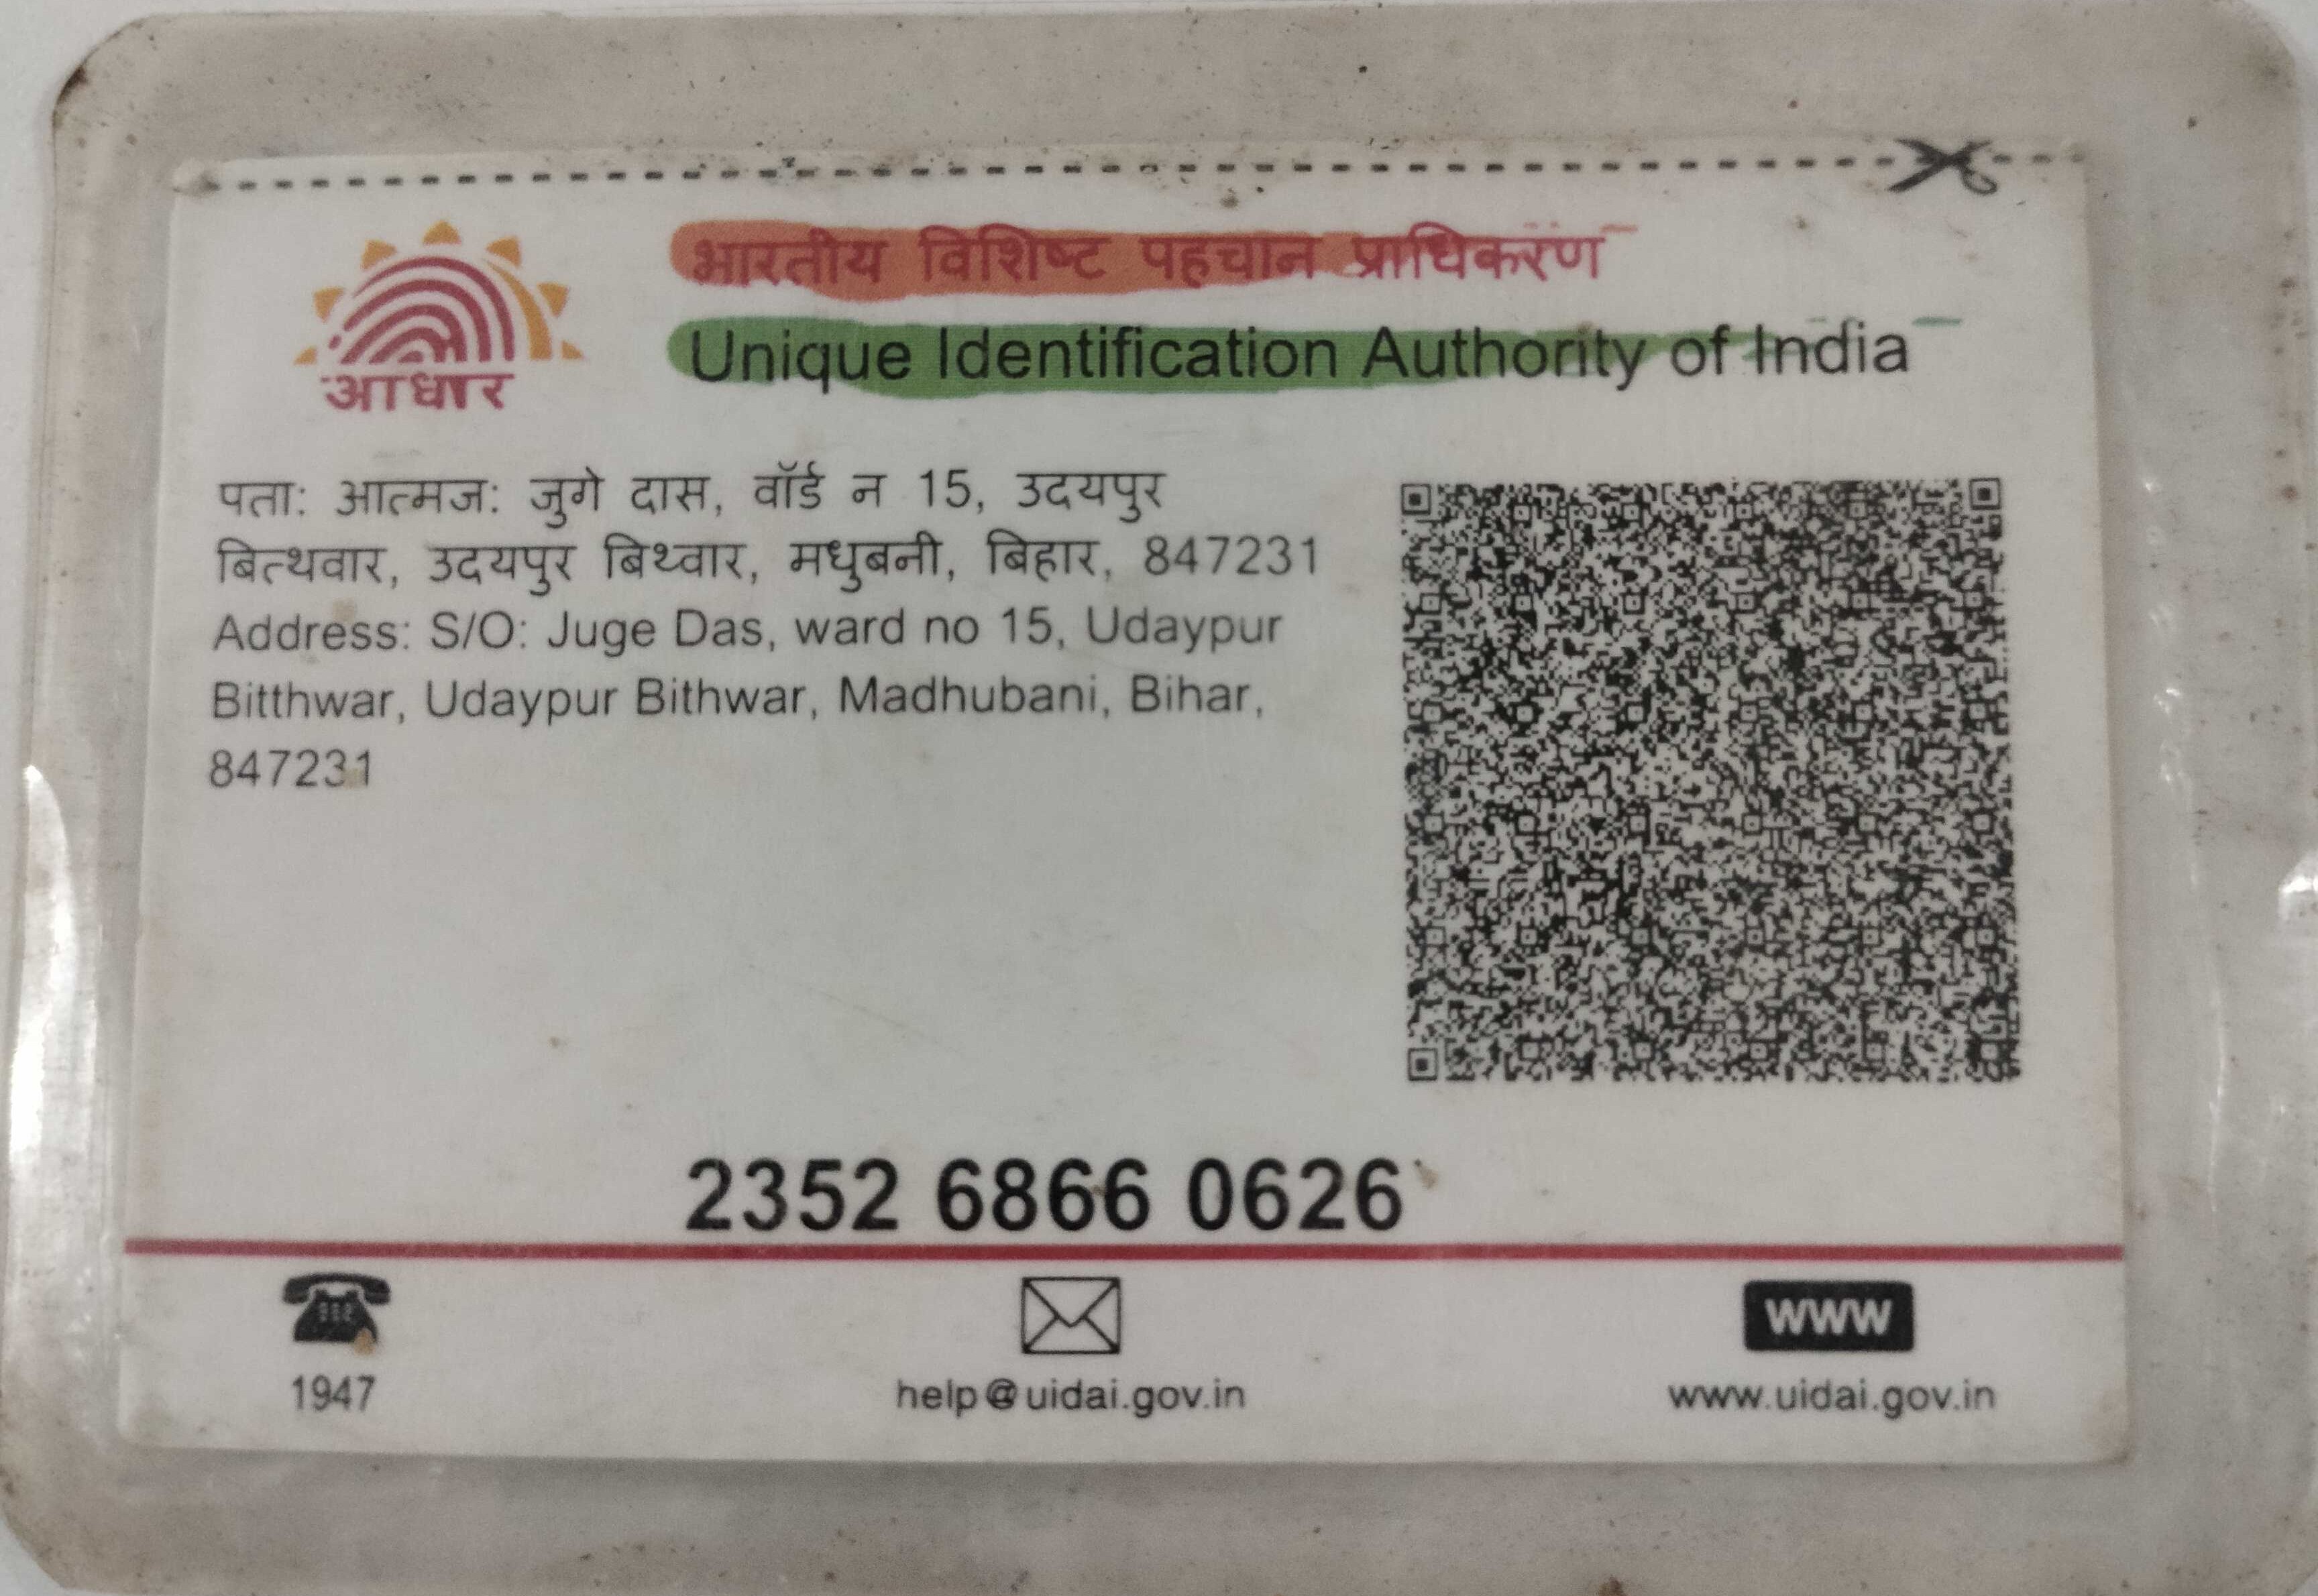 भारतीय विशिष्ट पहचान प्राधिकरण
Unique Identification Authority of India
आधार
पता: आत्मज: जुगे दास, वॉर्ड न 15, उदयपुर
बित्थवार, उदयपुर बिथ्वार, मधुबनी, बिहार, 847231
Address: S/O: Juge Das, ward no 15, Udaypur
Bitthwar, Udaypur Bithwar, Madhubani, Bihar,
847231
2352 6866 0626
WWW
1947
help@uidai.gov.in
www.uidai.gov.in